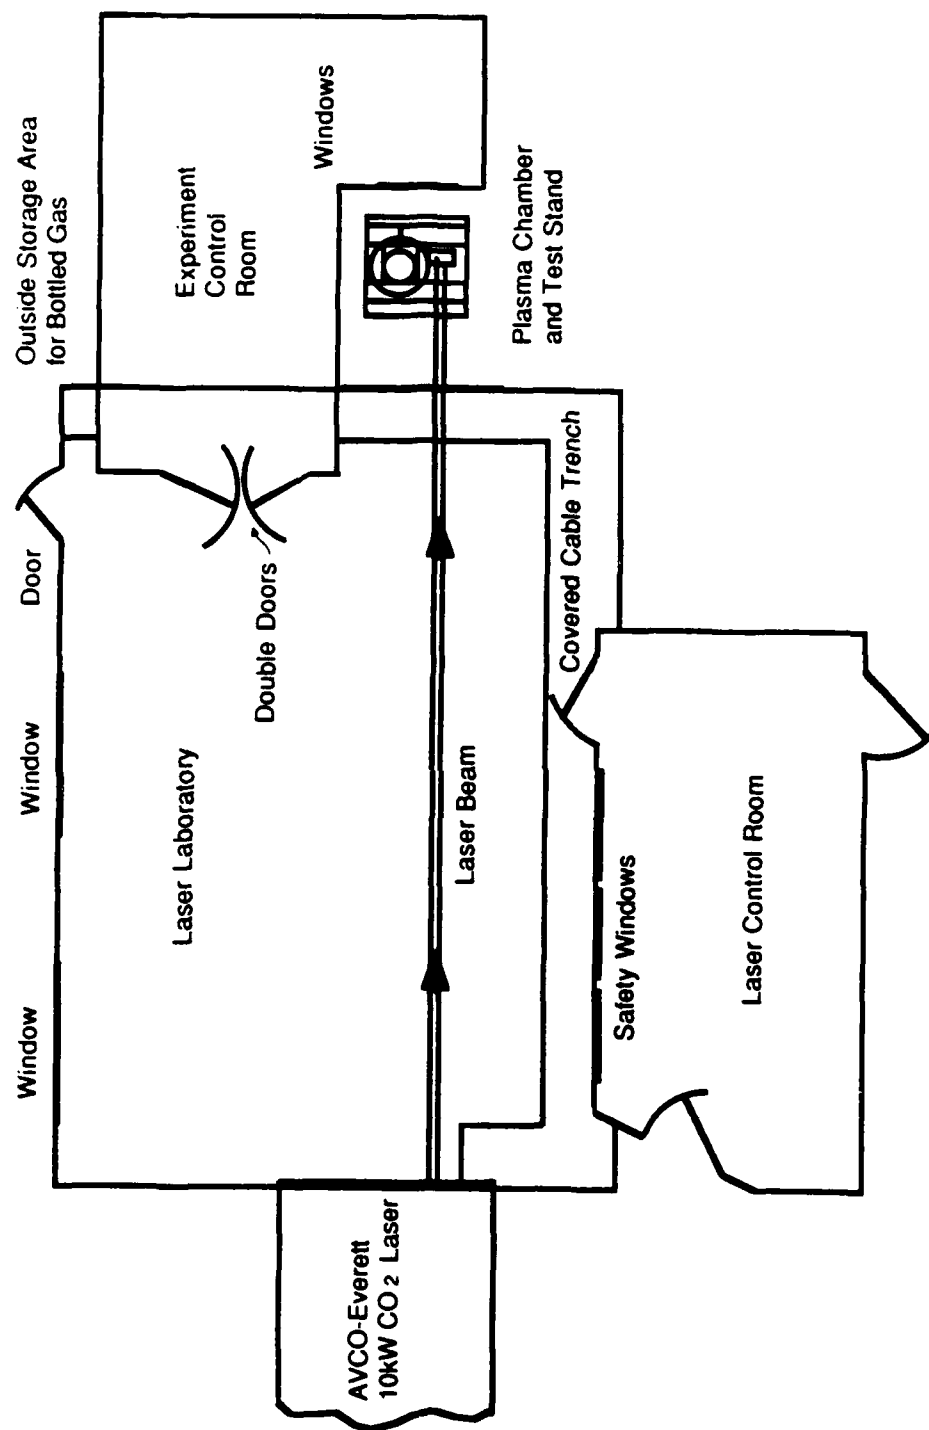 Outside Storage Area
for Bottled Gas
Window
Window
Door
Experiment
Control
Room
Windows
Laser Laboratory
Double Doors
Plasma Chamber
and Test Stand
Laser Beam
Covered Cable Trench
AVCO-Everett
10kW CO2 Laser
Safety Windows
Laser Control Room